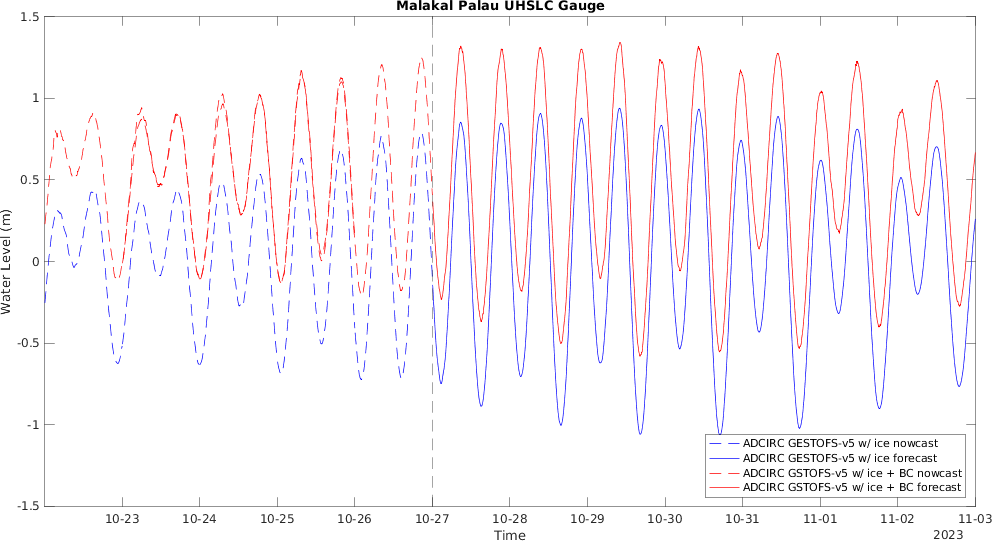 Malakal Palau UHSLC Gauge
1.5
1
0.5
0
-0.5
-1
-1.5
Water Level (m)
ADCIRC GESTOFS-v5 w/ ice nowcast
ADCIRC GESTOFS-v5 w/ ice forecast
ADCIRC GSTOFS-v5 w/ ice + BC nowcast
ADCIRC GSTOFS-v5 w/ ice + BC forecast
10-23 10-24 10-25 10-26 10-27 10-28 10-29 10-30 10-31 11-01 11-02 11-03
Time
2023